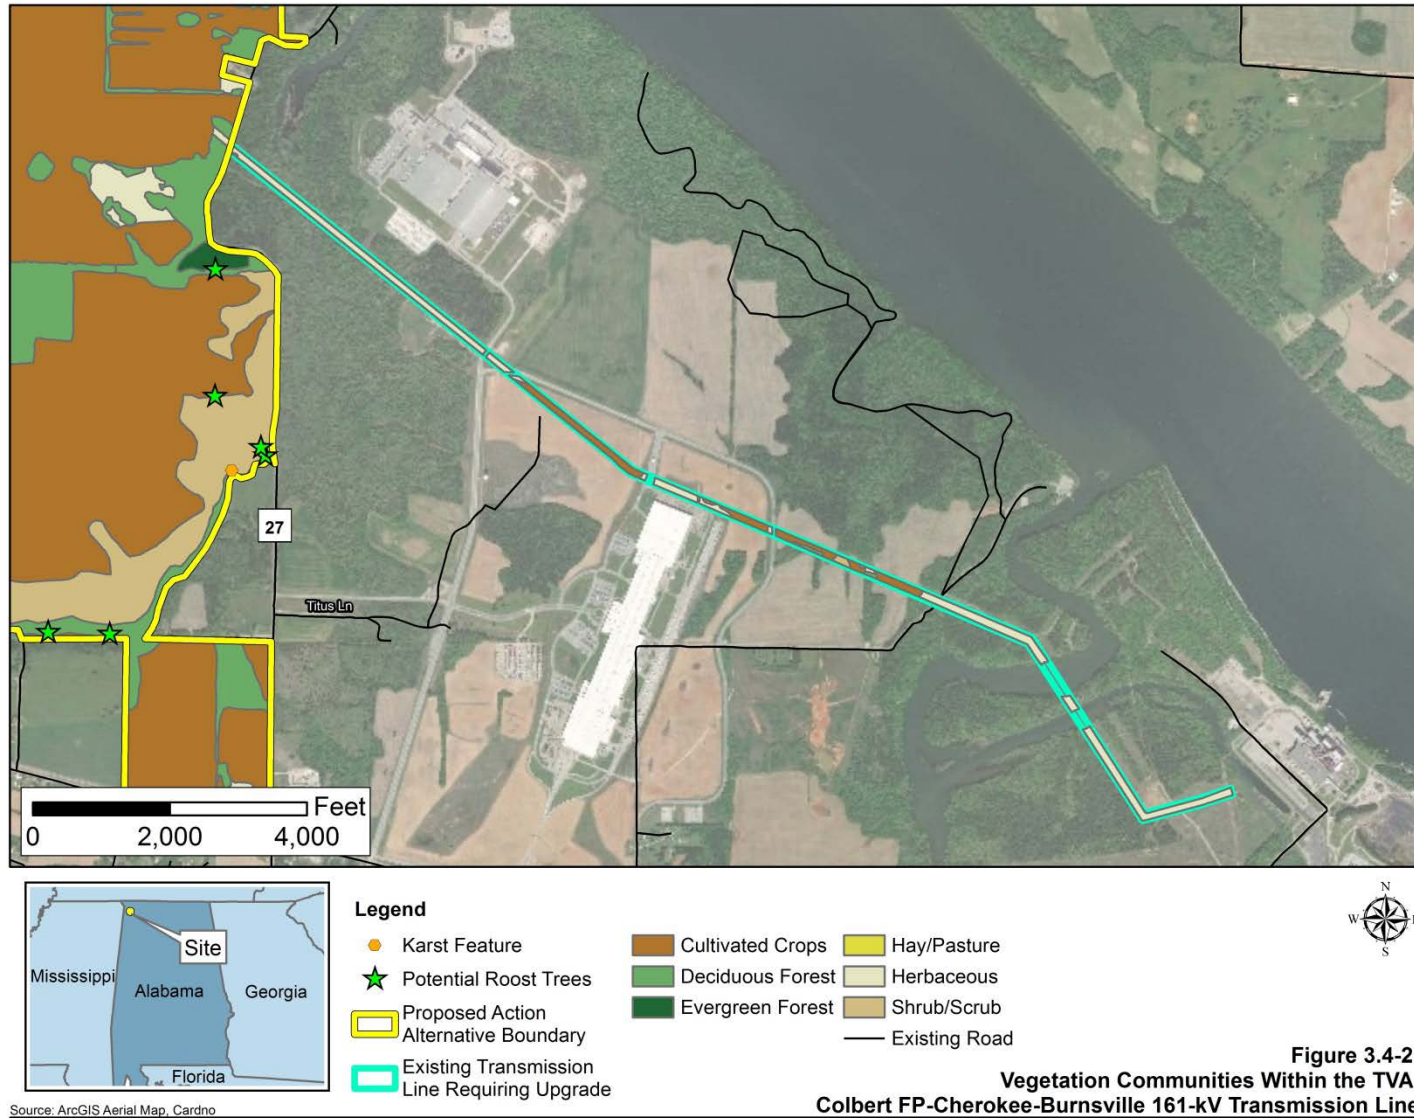 27
Titus Ln
Feet
0 2,000 4,000
Site
Mississippi
Alabama
Georgia
Florida
Source: ArcGIS Aerial Map, Cardno
Legend
Karst Feature
Potential Roost Trees
Proposed Action
Alternative Boundary
Existing Transmission
Line Requiring Upgrade
Cultivated Crops
Deciduous Forest
Evergreen Forest
Hay/Pasture
Herbaceous
Shrub/Scrub
Existing Road
N
W
S
Figure 3.4-2
Vegetation Communities Within the TVA
Colbert FP-Cherokee-Burnsville 161-kV Transmission Line